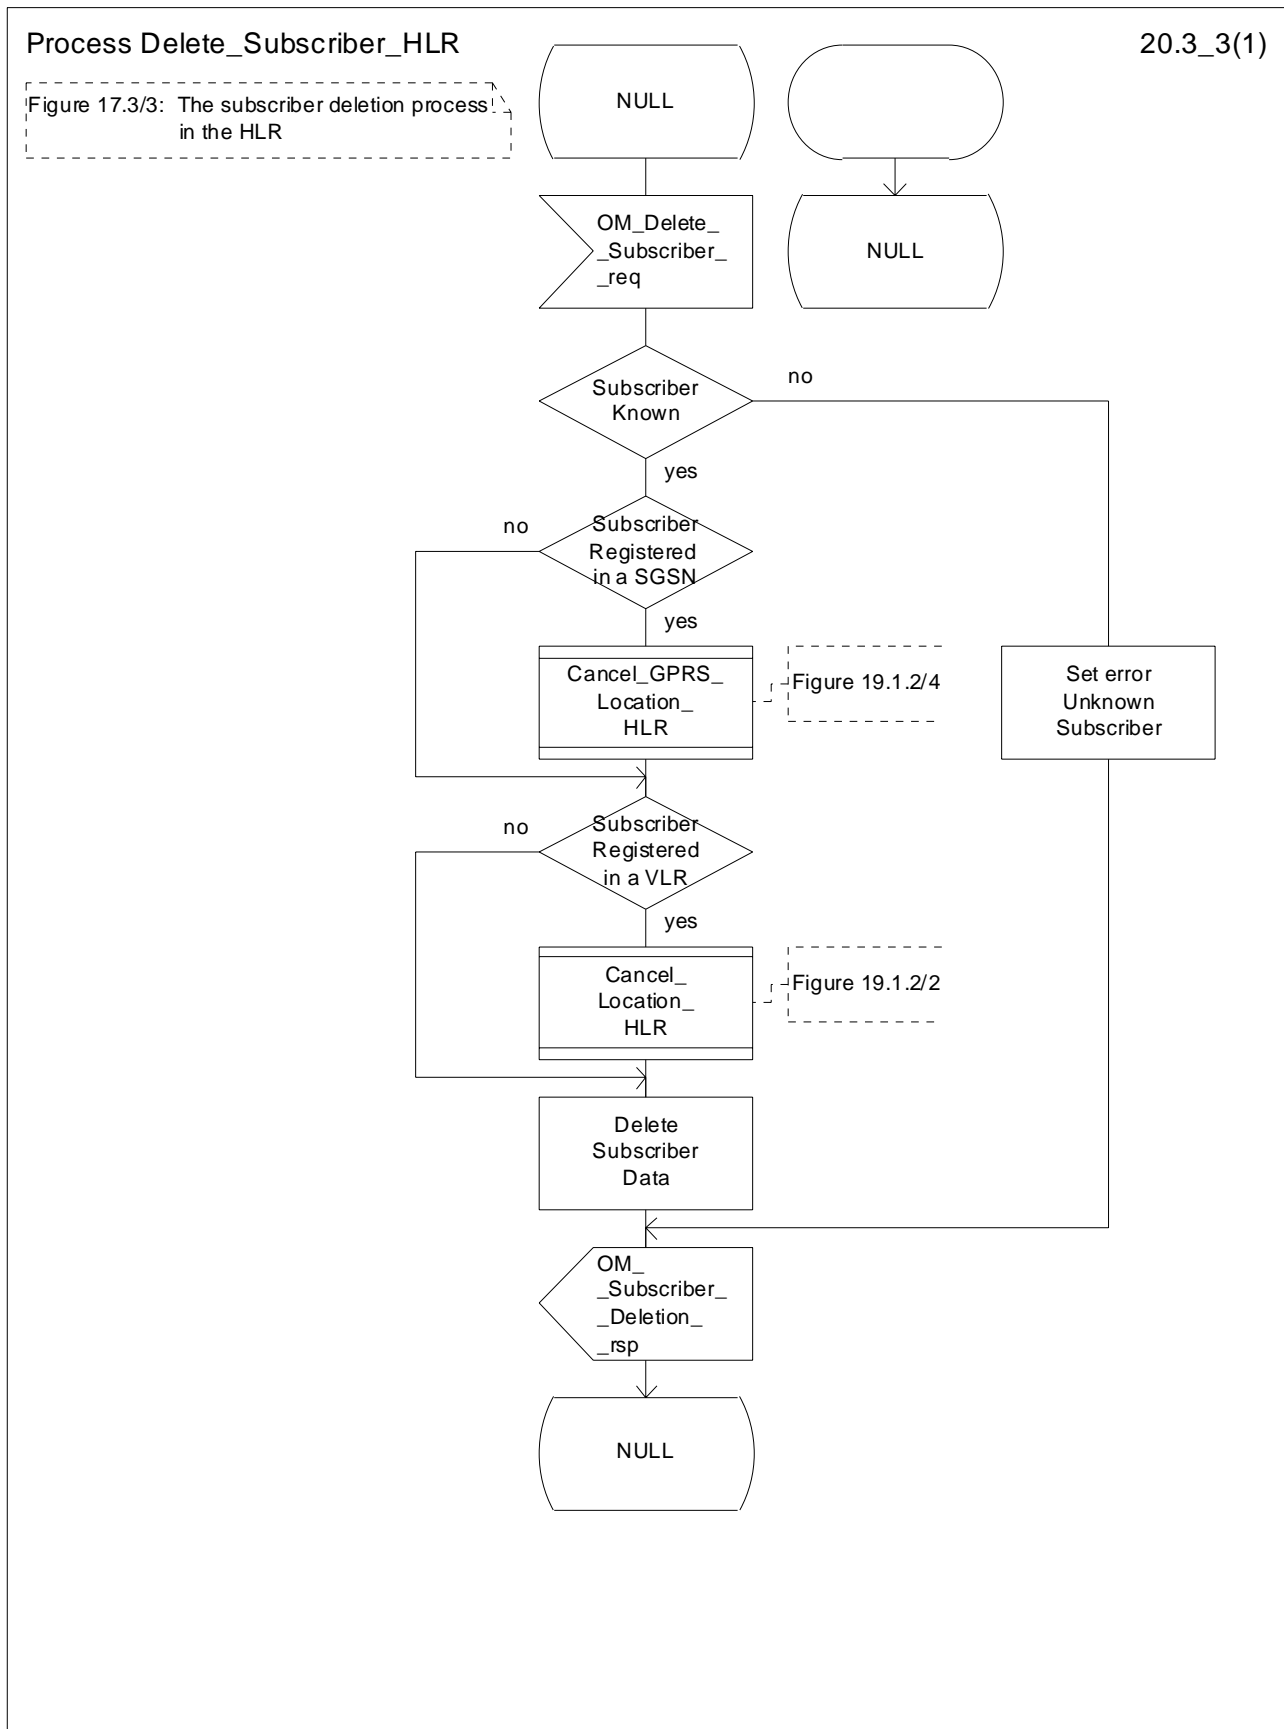 Process Delete_Subscriber_HLR
20.3_3(1)
Figure 17.3/3: The subscriber deletion process
in the HLR
NULL
OM_Delete_
_Subscriber_
_req
NULL
Subscriber
Known
no
yes
no
Subscriber
Registered
in a SGSN
yes
Cancel_GPRS_
Location_
HLR
Figure 19.1.2/4
Set error
Unknown
Subscriber
no
Subscriber
Registered
in a VLR
yes
Cancel_
Location_
HLR
Figure 19.1.2/2
Delete
Subscriber
Data
OM_
_Subscriber_
_Deletion_
_rsp
NULL